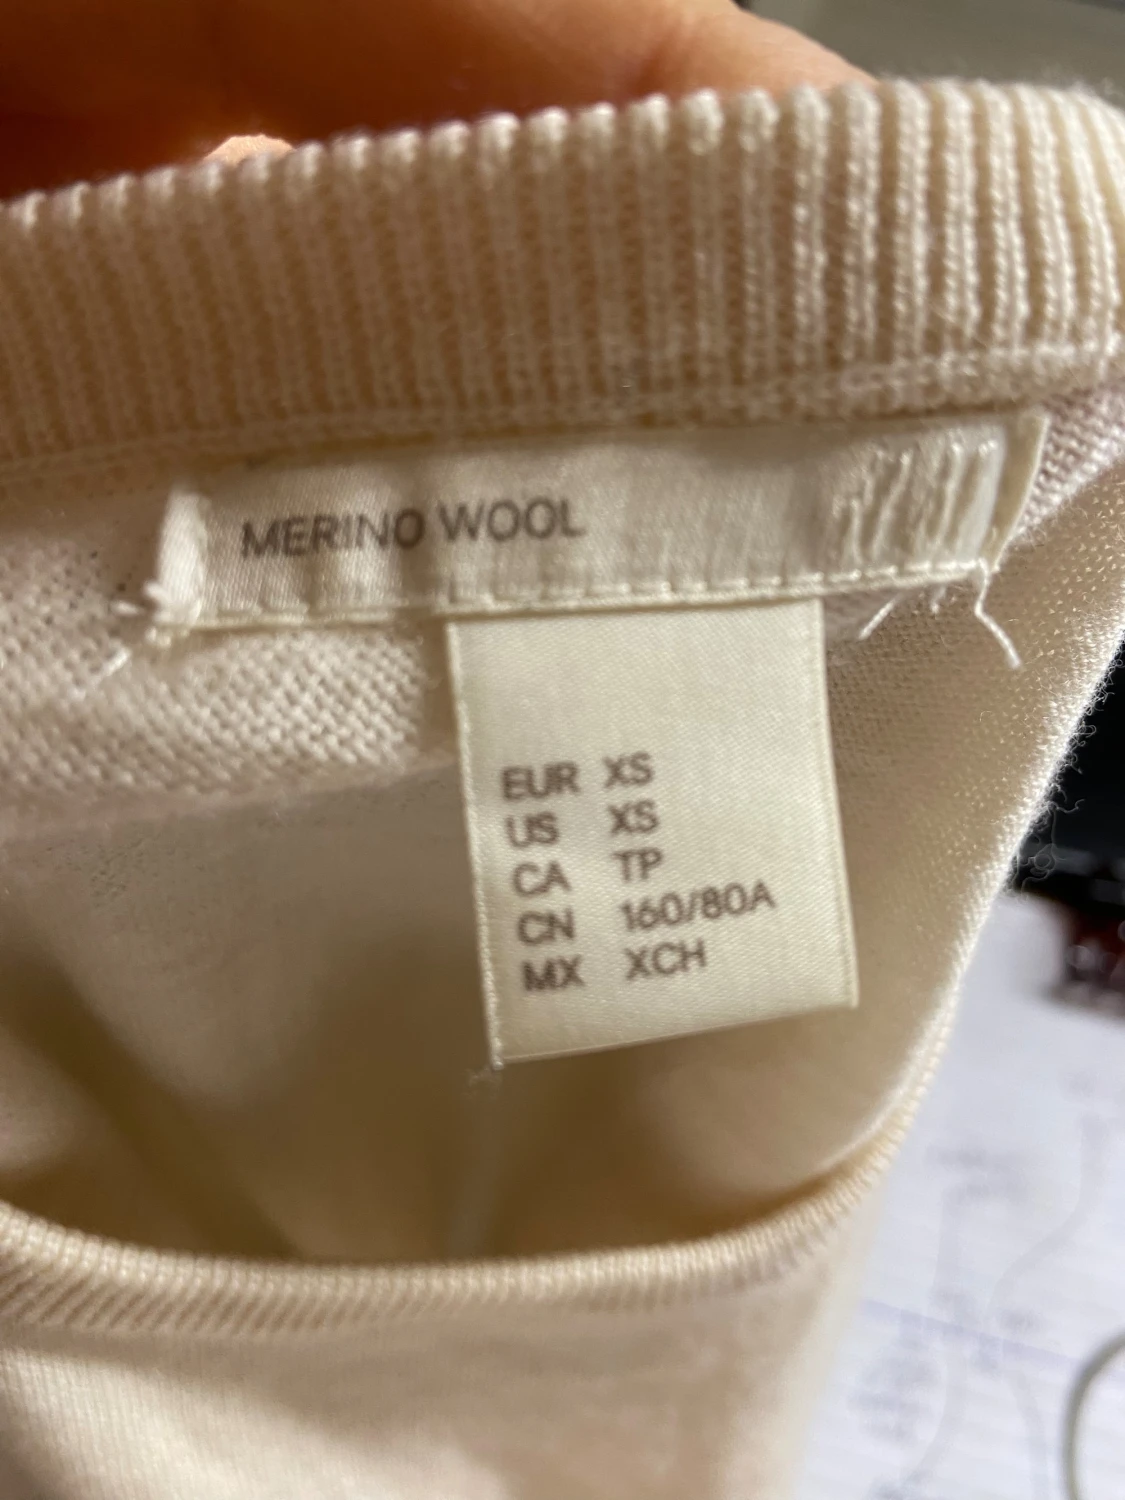 MERINO WOOL
EUR XS
US XS
CA TP
CN 160/80A
MX XCH